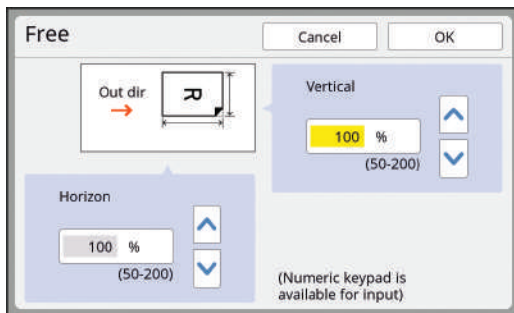 Free
Cancel
OK
Out dir
R
Vertical
100 %
(50-200)
Horizon
100 %
(50-200)
(Numeric keypad is
available for input)